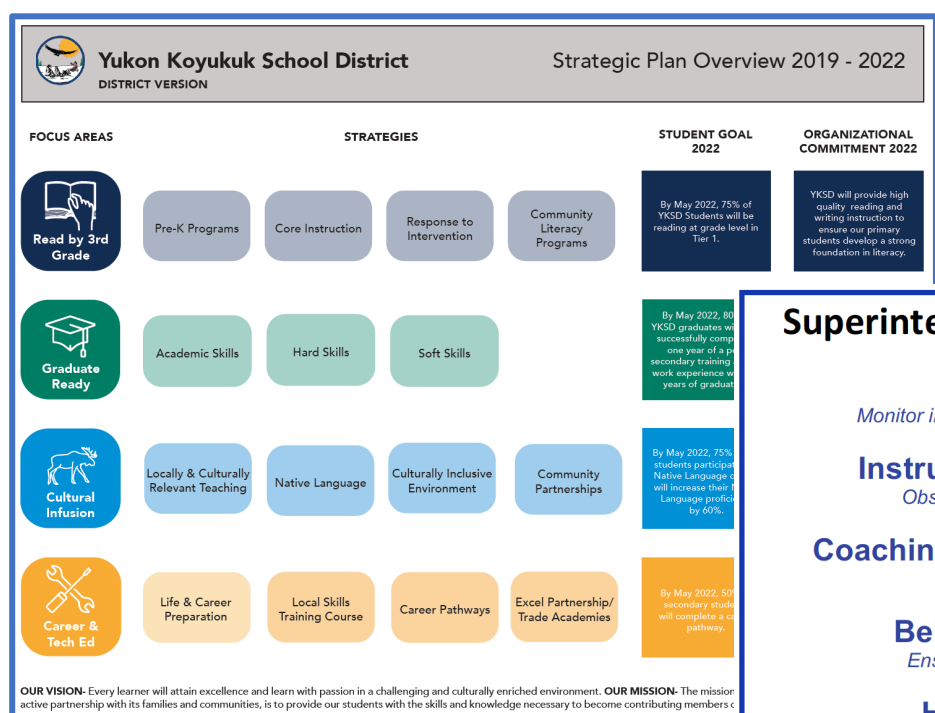 Yukon Koyukuk School District
DISTRICT VERSION
Strategic Plan Overview 2019 - 2022
FOCUS AREAS
STRATEGIES
STUDENT GOAL
2022
ORGANIZATIONAL
COMMITMENT 2022
Read by 3rd
Grade
Pre-K Programs
Core Instruction
Response to
Intervention
Community
Literacy
Programs
By May 2022, 75% of
YKSD Students will be
reading at grade level in
Tier 1.
YKSD will provide high
quality reading and
writing instruction to
ensure our primary
students develop a strong
foundation in literacy.
Graduate
Ready
Academic Skills
Hard Skills
Soft Skills
By May 2022, 80
YKSD graduates wi
successfully comp
one year of a p
secondary training
work experience w
years of graduat
Cultural
Infusion
Locally & Culturally
Relevant Teaching
Native Language
Culturally Inclusive
Environment
Community
Partnerships
By May 2022, 75%
students participat
Native Language
will increase their
Language profici
by 60%.
Career &
Tech Ed
Life & Career
Preparation
Local Skills
Training Course
Career Pathways
Excel Partnership/
Trade Academies
By May 2022, 50
secondary stude
will complete a ca
pathway.
Superinte
Monitor i
Instru
Obs
Coachin
Be
Ens
OUR VISION- Every learner will attain excellence and learn with passion in a challenging and culturally enriched environment. OUR MISSION- The mission
active partnership with its families and communities, is to provide our students with the skills and knowledge necessary to become contributing members